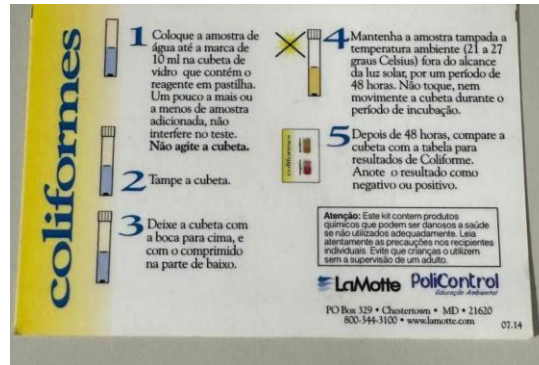 coliformes
1 Coloque a amostra de
água até a marca de
10 ml na cubeta de
vidro que contém o
reagente em pastilha.
Um pouco a mais ou
a menos de amostra
adicionada, não
interfere no teste.
Não agite a cubeta.
2 Tampe a cubeta.
3 Deixe a cubeta com
a boca para cima, e
com o comprimido
na parte de baixo.
4 Mantenha a amostra tampada a
temperatura ambiente (21 a 27
graus Celsius) fora do alcance
da luz solar, por um período de
48 horas. Não toque, nem
movimente a cubeta durante o
período de incubação.
5 Depois de 48 horas, compare a
cubeta com a tabela para
resultados de Coliforme.
Anote o resultado como
negativo ou positivo.
coliformes
Atenção: Este kit contem produtos
químicos que podem ser danosos a saúde
se não utilizados adequadamente. Leia
atentamente as precauções nos recipientes
individuais. Evite que crianças o utilizem
sem a supervisão de um adulto.
LaMotte PoliControl
Educação Ambiental
PO Box 329 • Chestertown • MD • 21620
800-344-3100 • www.lamotte.com
07.14